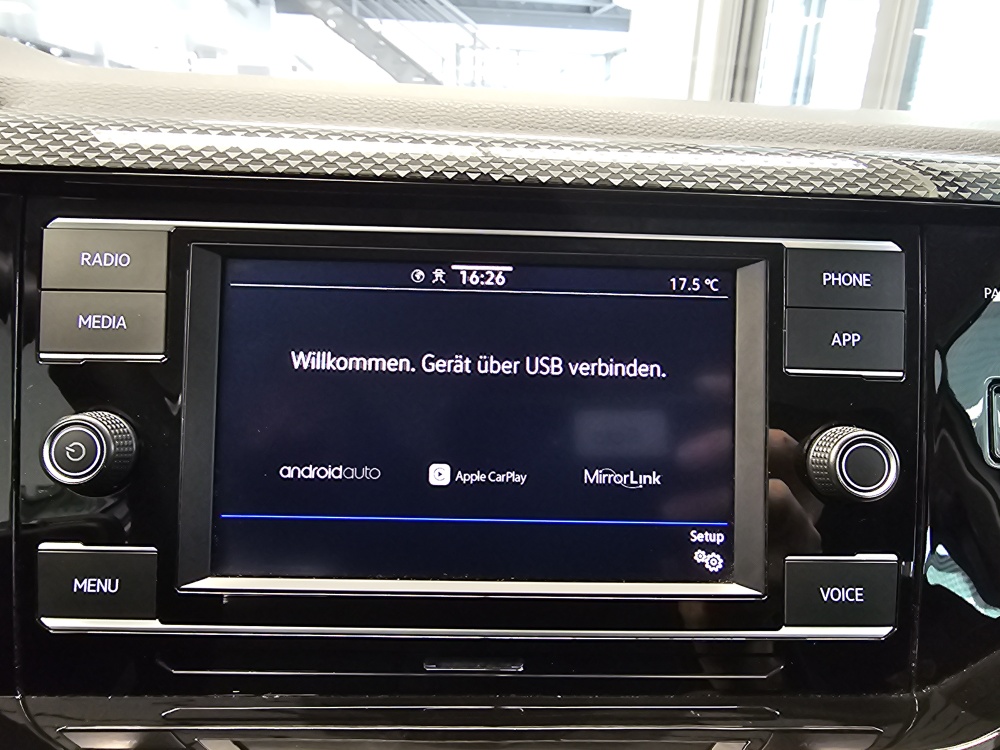 RADIO
MEDIA
16:26
17.5 °C
PHONE
APP
Willkommen. Gerät über USB verbinden.
androidauto
Apple CarPlay
MirrorLink
Setup
MENU
VOICE